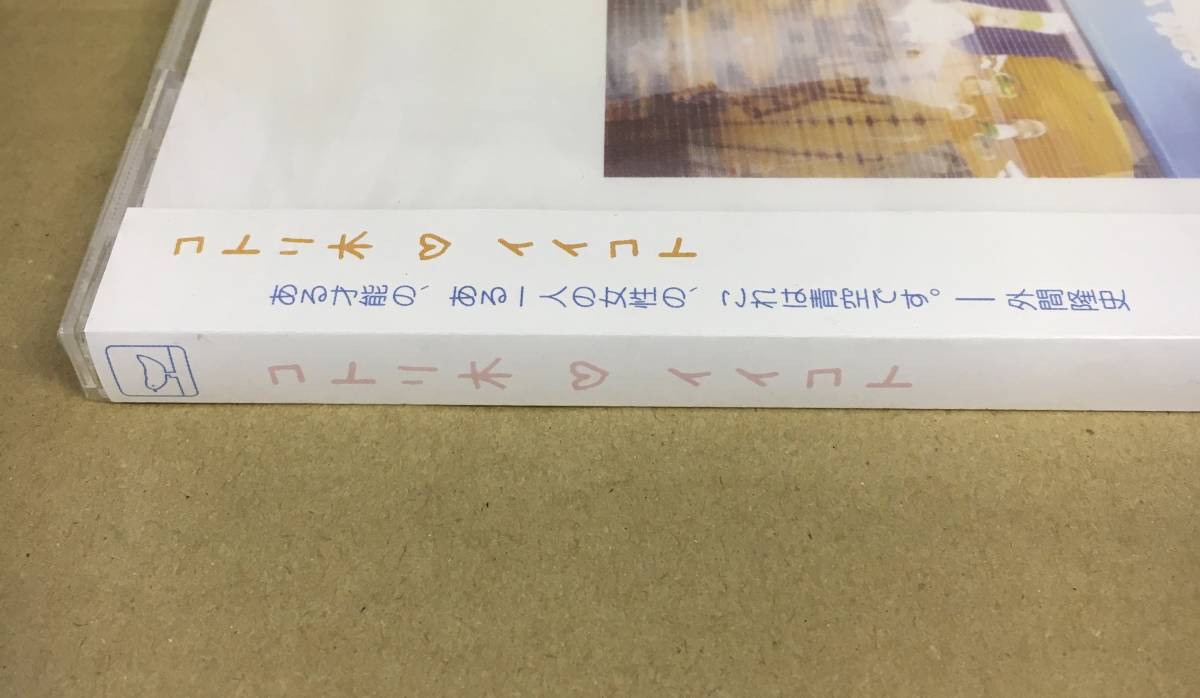 コトリ木 ♡ イイコト
ある才能の、ある一人の女性の、これは青空です。— 外間隆史
コトリ木 ♡ イイコト